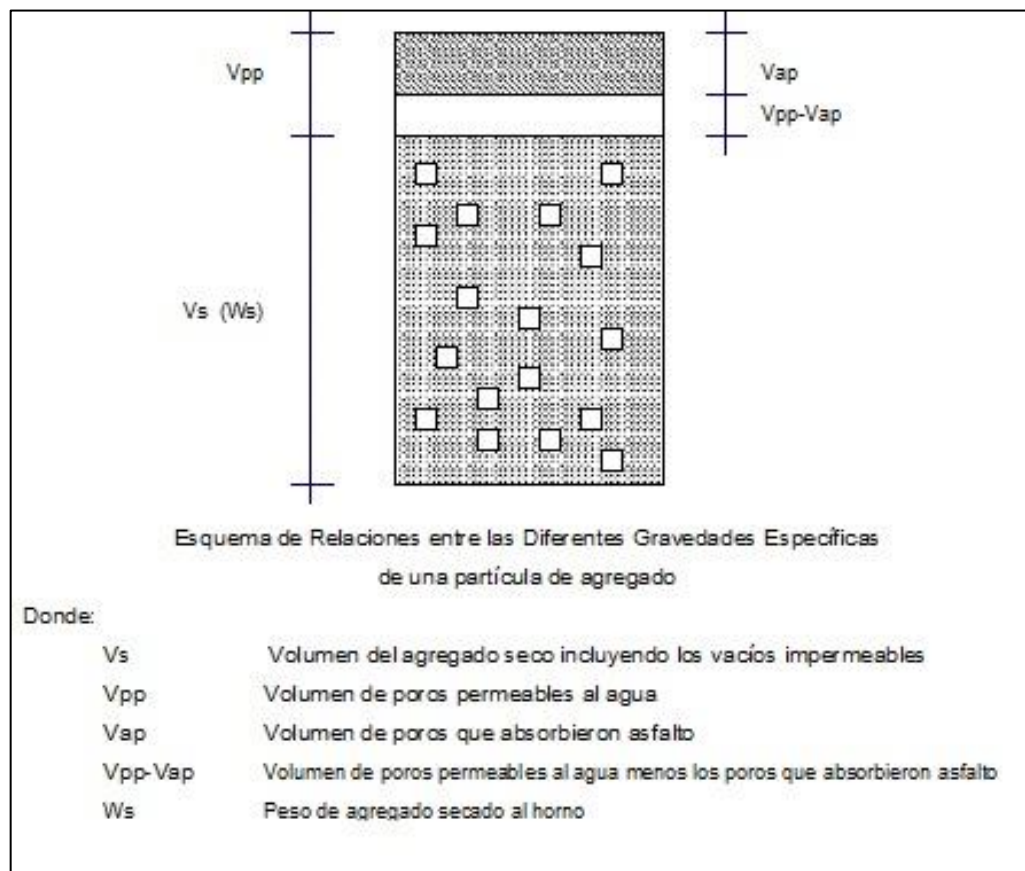 Vpp
Vap
Vpp-Vap
Vs (Ws)
Esquema de Relaciones entre las Diferentes Gravedades Específicas
de una partícula de agregado
Donde:
Vs Volumen del agregado seco incluyendo los vacíos impermeables
Vpp Volumen de poros permeables al agua
Vap Volumen de poros que absorbieron asfalto
Vpp-Vap Volumen de poros permeables al agua menos los poros que absorbieron asfalto
Ws Peso de agregado secado al horno